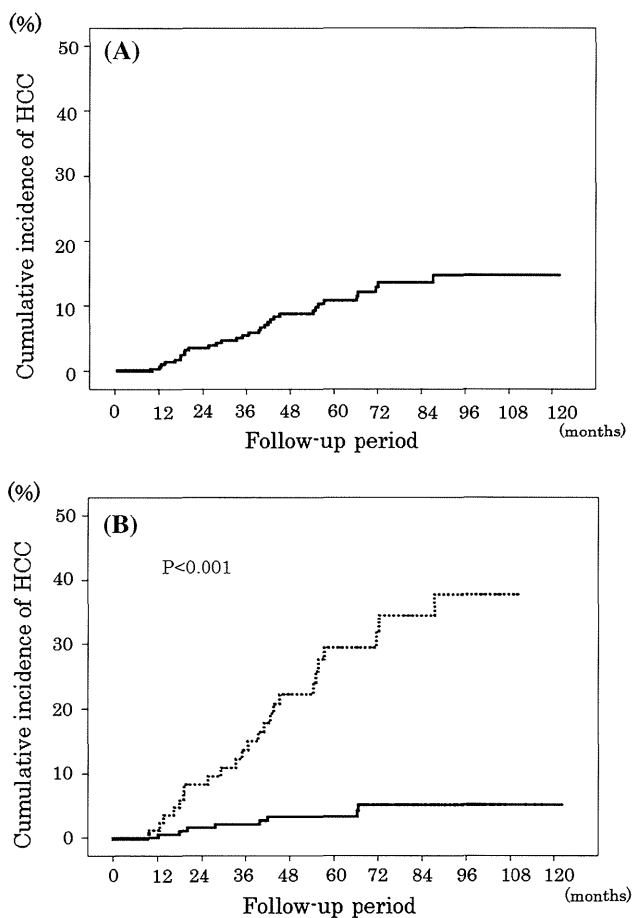 (%)
(A)
50
40
30
20
10
0
Cumulative incidence of HCC
0 12 24 36 48 60 72 84 96 108 120
(months)
Follow-up period
(%)
(B)
P<0.001
50
40
30
20
10
0
Cumulative incidence of HCC
0 12 24 36 48 60 72 84 96 108 120
(months)
Follow-up period